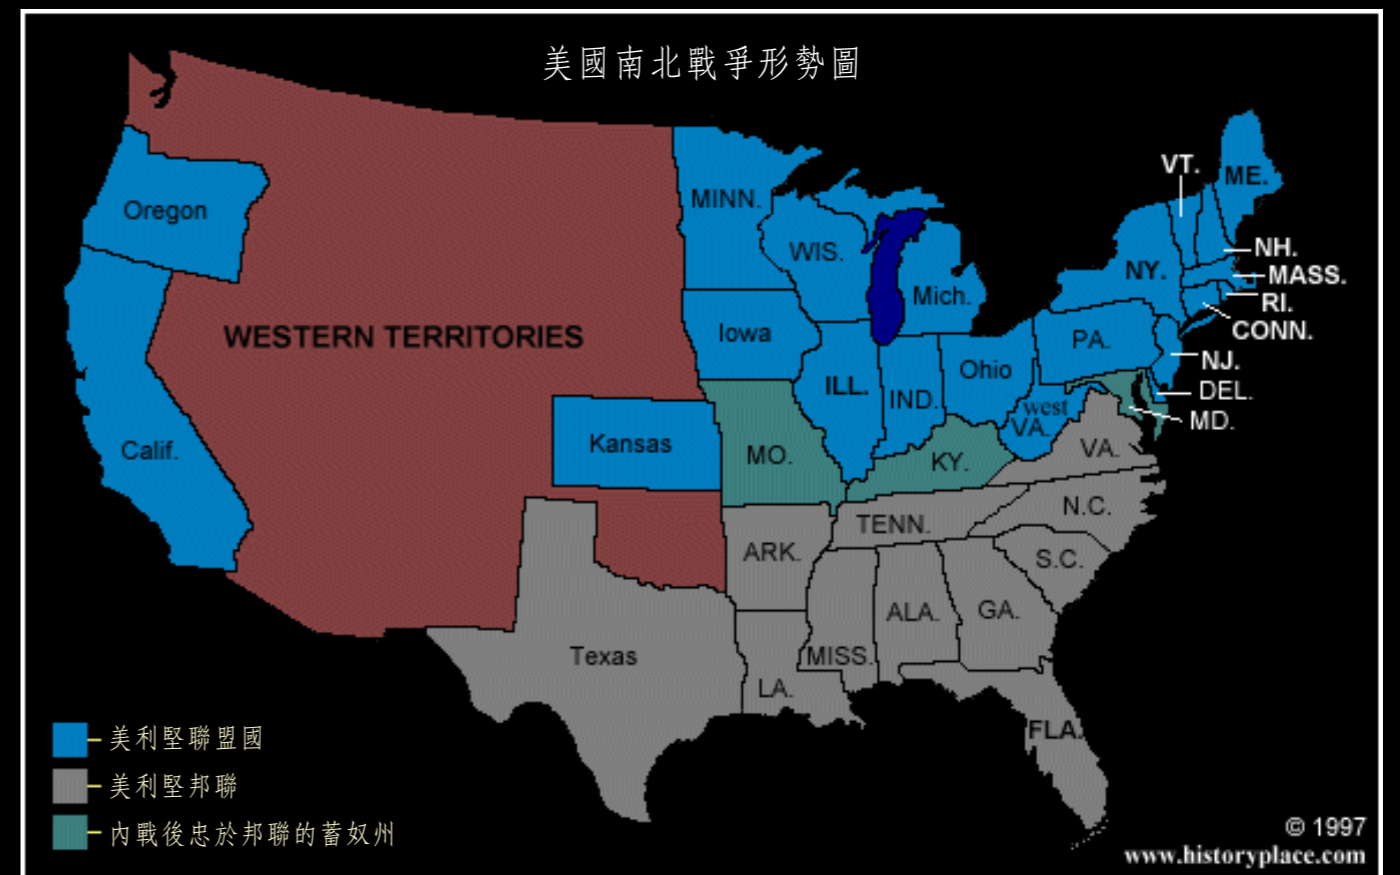 美國南北戰爭形勢圖
VT.
ME.
MINN.
Oregon
WIS.
NH.
NY.
MASS.
Mich.
RI.
CONN.
WESTERN TERRITORIES
Iowa
PA.
NJ.
Ohio
ILL.
IND.
DEL.
west
VA.
MD.
Kansas
Calif.
MO.
KY.
VA.
N.C.
TENN.
ARK.
S.C.
ALA.
GA.
Texas
MISS.
LA.
FLA.
美利堅聯盟國
美利堅邦聯
內戰後忠於邦聯的蓄奴州
© 1997
www.historyplace.com